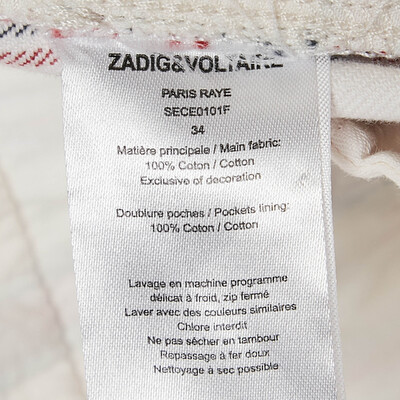 ZADIG&VOLTAIRE
PARIS RAYE
SECE0101F
34
Matière principale / Main fabric:
100% Coton / Cotton
Exclusive of decoration
Doublure poches / Pockets lining:
100% Coton / Cotton
Lavage en machine programme
délicat à froid, zip fermé
Laver avec des couleurs similaires
Chlore interdit
Ne pas sécher en tambour
Repassage à fer doux
Nettoyage à sec possible